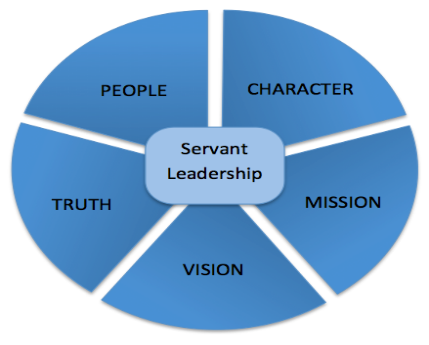 PEOPLE
CHARACTER
Servant
Leadership
TRUTH
MISSION
VISION